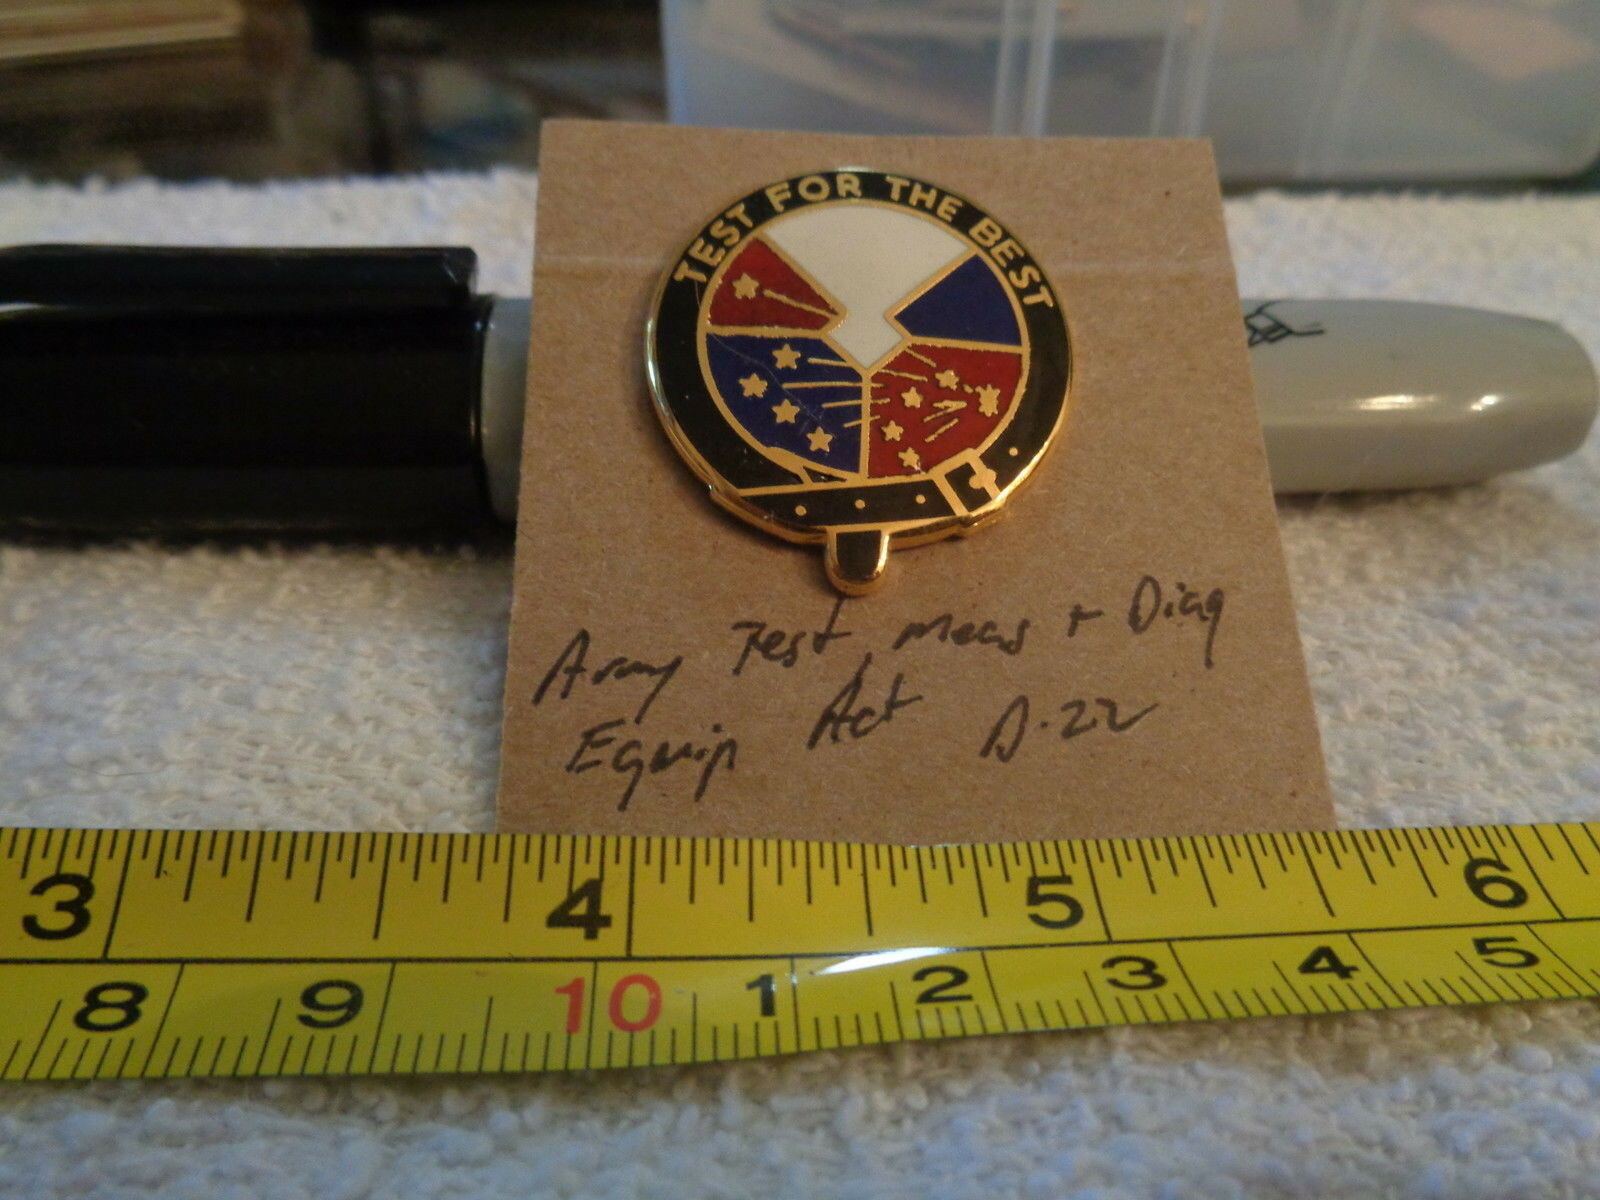 TEST FOR THE BEST
Army Test Meas + Diag
Equip Act D-22
3 4 5 6
8 9 10 1 2 3 4 5